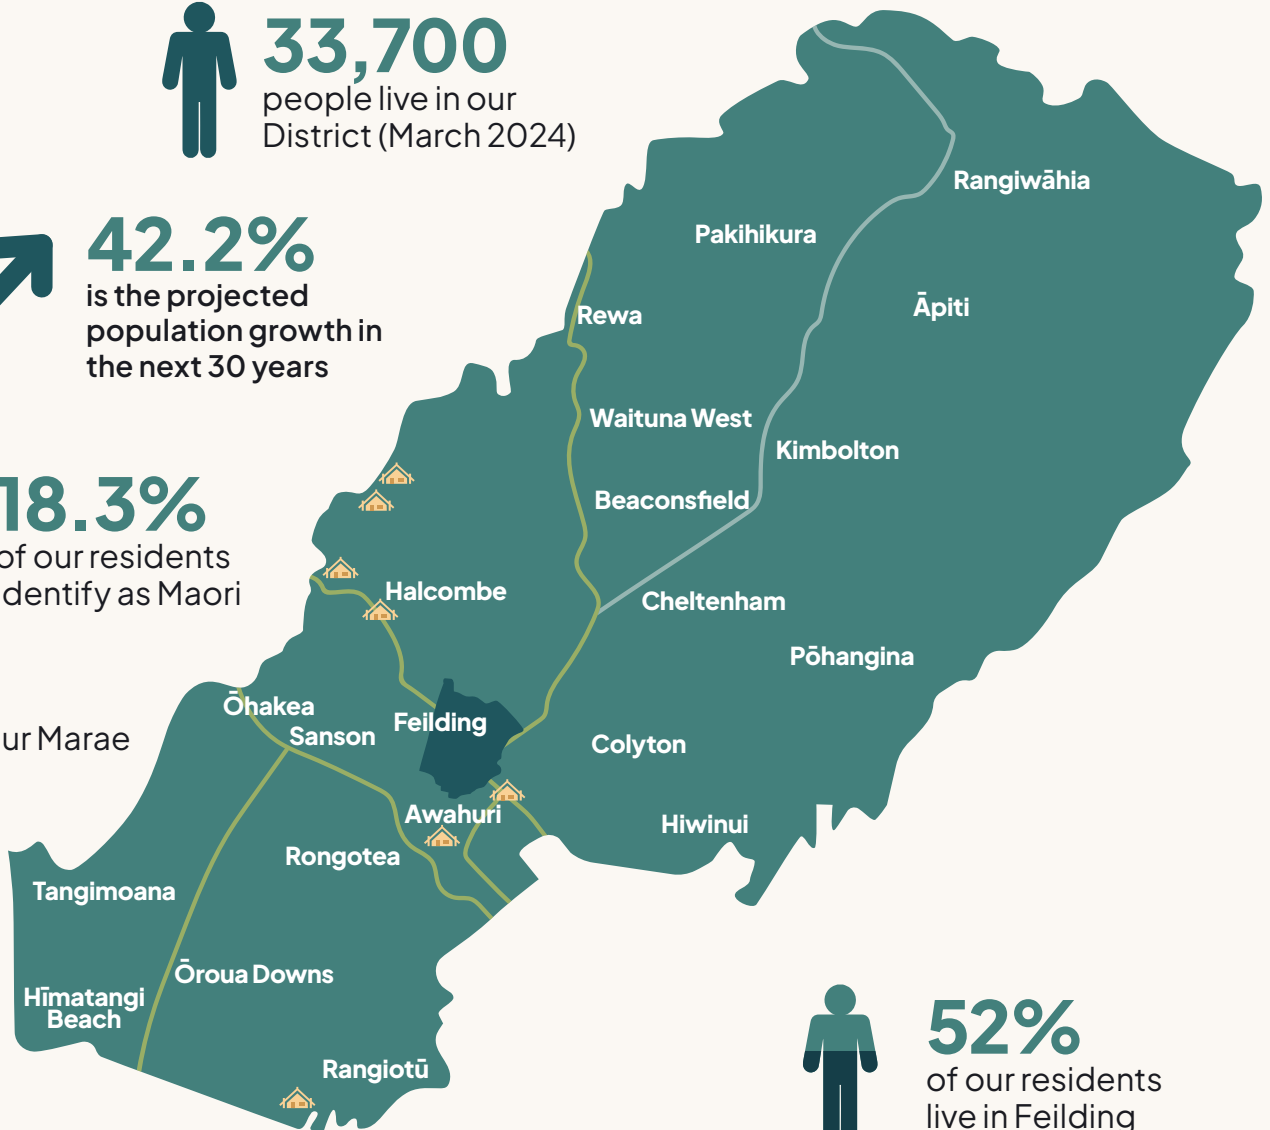 33,700
people live in our
District (March 2024)
42.2%
is the projected
population growth in
the next 30 years
18.3%
of our residents
dentify as Maori
ur Marae
Rangiwāhia
Pakihikura
Āpiti
Rewa
Waituna West
Kimbolton
Beaconsfield
Halcombe
Cheltenham
Pōhangina
Ōhakea
Sanson
Feilding
Colyton
Awahuri
Hiwinui
Rongotea
Tangimoana
Ōroua Downs
Hīmatangi
Beach
Rangiotū
52%
of our residents
live in Feilding